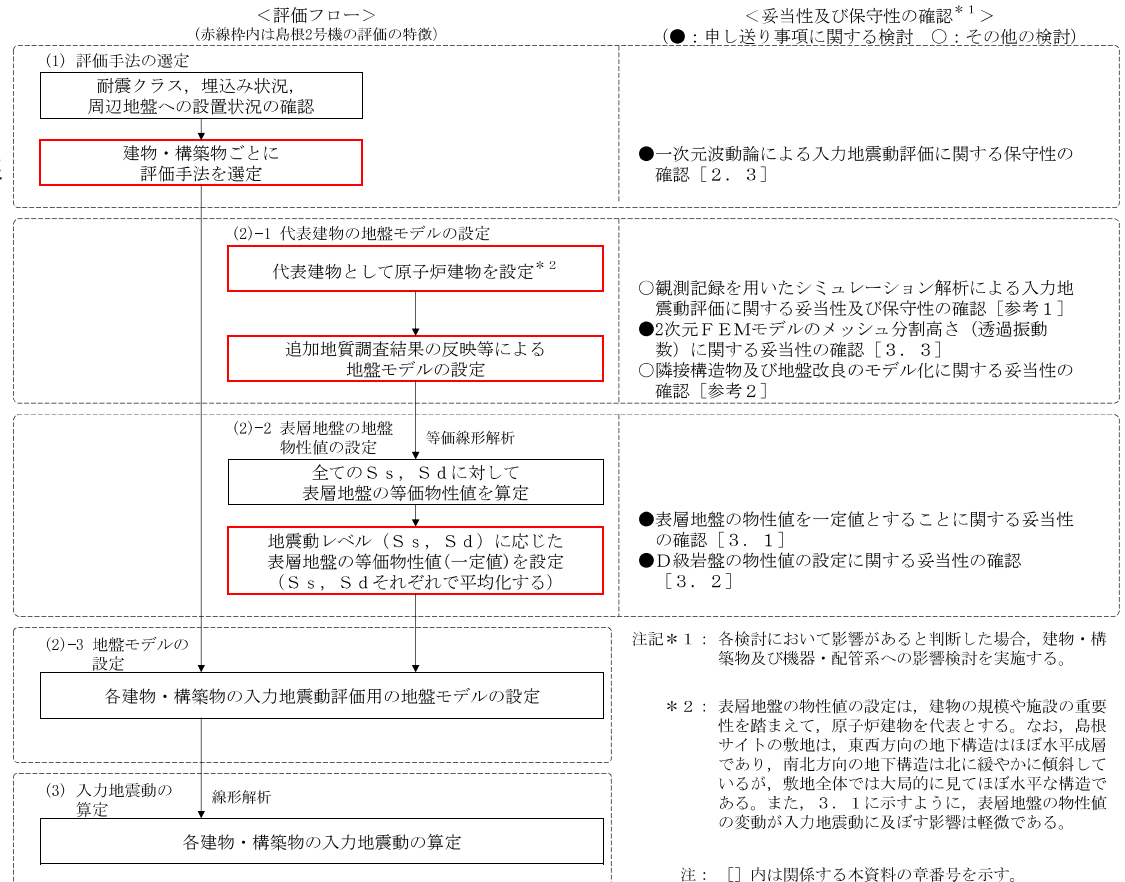 ＜評価フロー＞
(赤線枠内は島根2号機の評価の特徴)
＜妥当性及び保守性の確認＊１＞
(●：申し送り事項に関する検討　○：その他の検討)
(1) 評価手法の選定
耐震クラス，埋込み状況，
周辺地盤への設置状況の確認
建物・構築物ごとに
評価手法を選定
●一次元波動論による入力地震動評価に関する保守性の
確認［２．３］
(2)-1 代表建物の地盤モデルの設定
代表建物として原子炉建物を設定＊２
追加地質調査結果の反映等による
地盤モデルの設定
○観測記録を用いたシミュレーション解析による入力地
震動評価に関する妥当性及び保守性の確認［参考１］
●2次元ＦＥＭモデルのメッシュ分割高さ（透過振動
数）に関する妥当性の確認［３．３］
○隣接構造物及び地盤改良のモデル化に関する妥当性の
確認［参考２］
(2)-2 表層地盤の地盤
物性値の設定
等価線形解析
全てのＳｓ，Ｓｄに対して
表層地盤の等価物性値を算定
地震動レベル（Ｓｓ，Ｓｄ）に応じた
表層地盤の等価物性値(一定値)を設定
（Ｓｓ，Ｓｄそれぞれで平均化する）
●表層地盤の物性値を一定値とすることに関する妥当性
の確認［３．１］
●Ｄ級岩盤の物性値の設定に関する妥当性の確認
［３．２］
(2)-3 地盤モデルの
設定
各建物・構築物の入力地震動評価用の地盤モデルの設定
(3) 入力地震動の
算定
線形解析
各建物・構築物の入力地震動の算定
注記＊１：各検討において影響があると判断した場合，建物・構
築物及び機器・配管系への影響検討を実施する。
＊２：表層地盤の物性値の設定は，建物の規模や施設の重要
性を踏まえて，原子炉建物を代表とする。なお，島根
サイトの敷地は，東西方向の地下構造はほぼ水平成層
であり，南北方向の地下構造は北に緩やかに傾斜して
いるが，敷地全体では大局的に見てほぼ水平な構造で
ある。また，３．１に示すように，表層地盤の物性値
の変動が入力地震動に及ぼす影響は軽微である。
注：［］内は関係する本資料の章番号を示す。